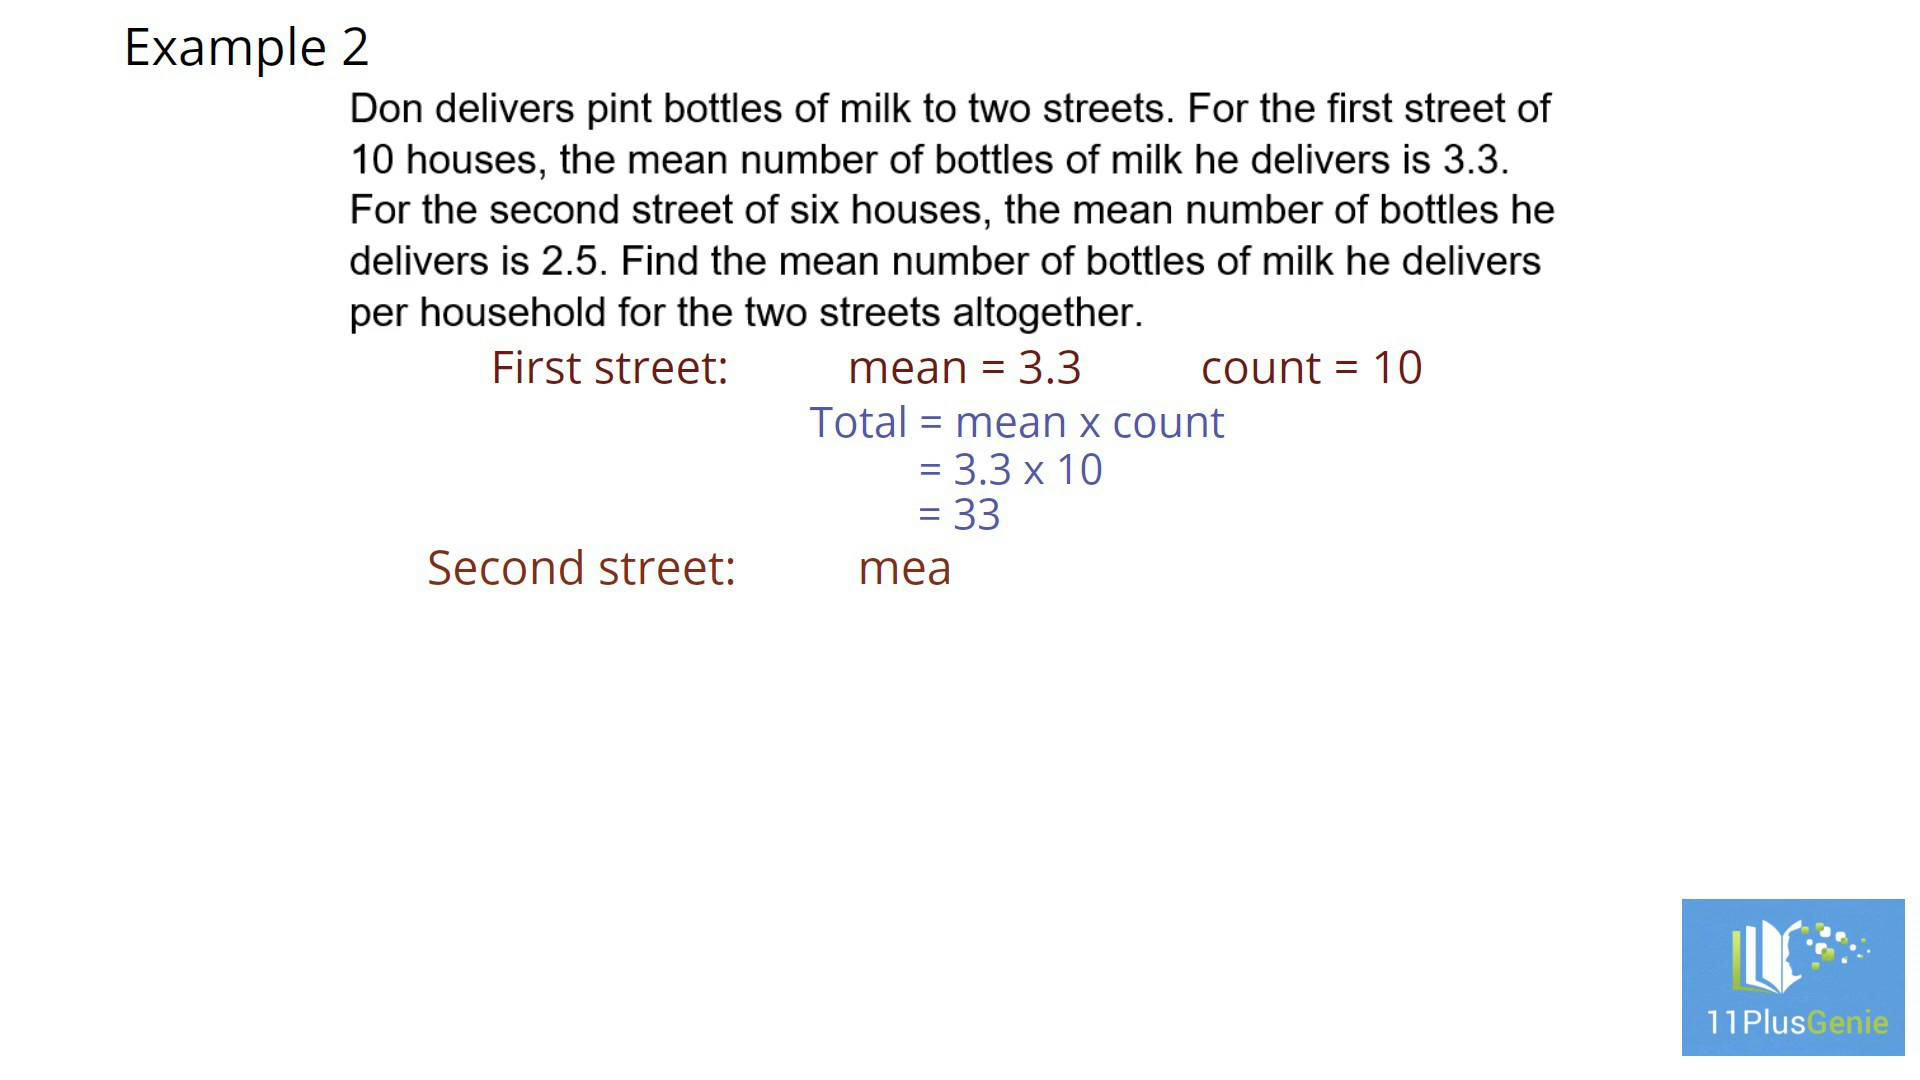 Example 2
Don delivers pint bottles of milk to two streets. For the first street of
10 houses, the mean number of bottles of milk he delivers is 3.3.
For the second street of six houses, the mean number of bottles he
delivers is 2.5. Find the mean number of bottles of milk he delivers
per household for the two streets altogether.
First street: mean = 3.3 count = 10
Total = mean x count
= 3.3 x 10
= 33
Second street: mea
11PlusGenie